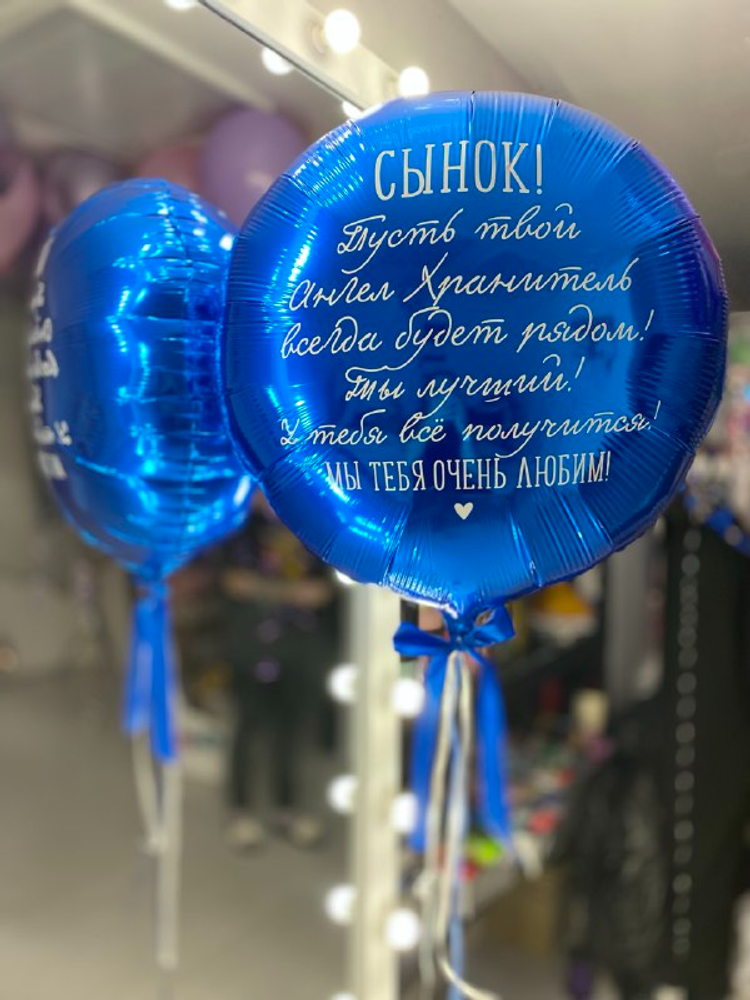 СЫНОК!
Пусть твой
Ангел Хранитель
всегда будет рядом!
Ты лучший!
У тебя всё получится!
МЫ ТЕБЯ ОЧЕНЬ ЛЮБИМ!